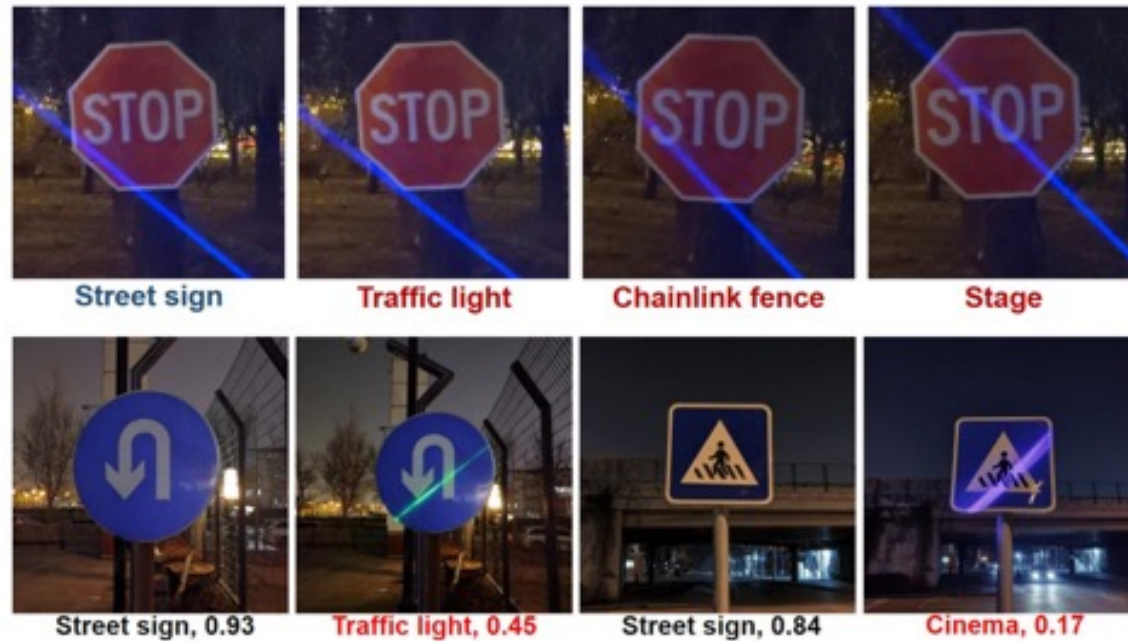 STOP STOP STOP STOP
Street sign Traffic light Chainlink fence Stage
Street sign, 0.93 Traffic light, 0.45 Street sign, 0.84 Cinema, 0.17